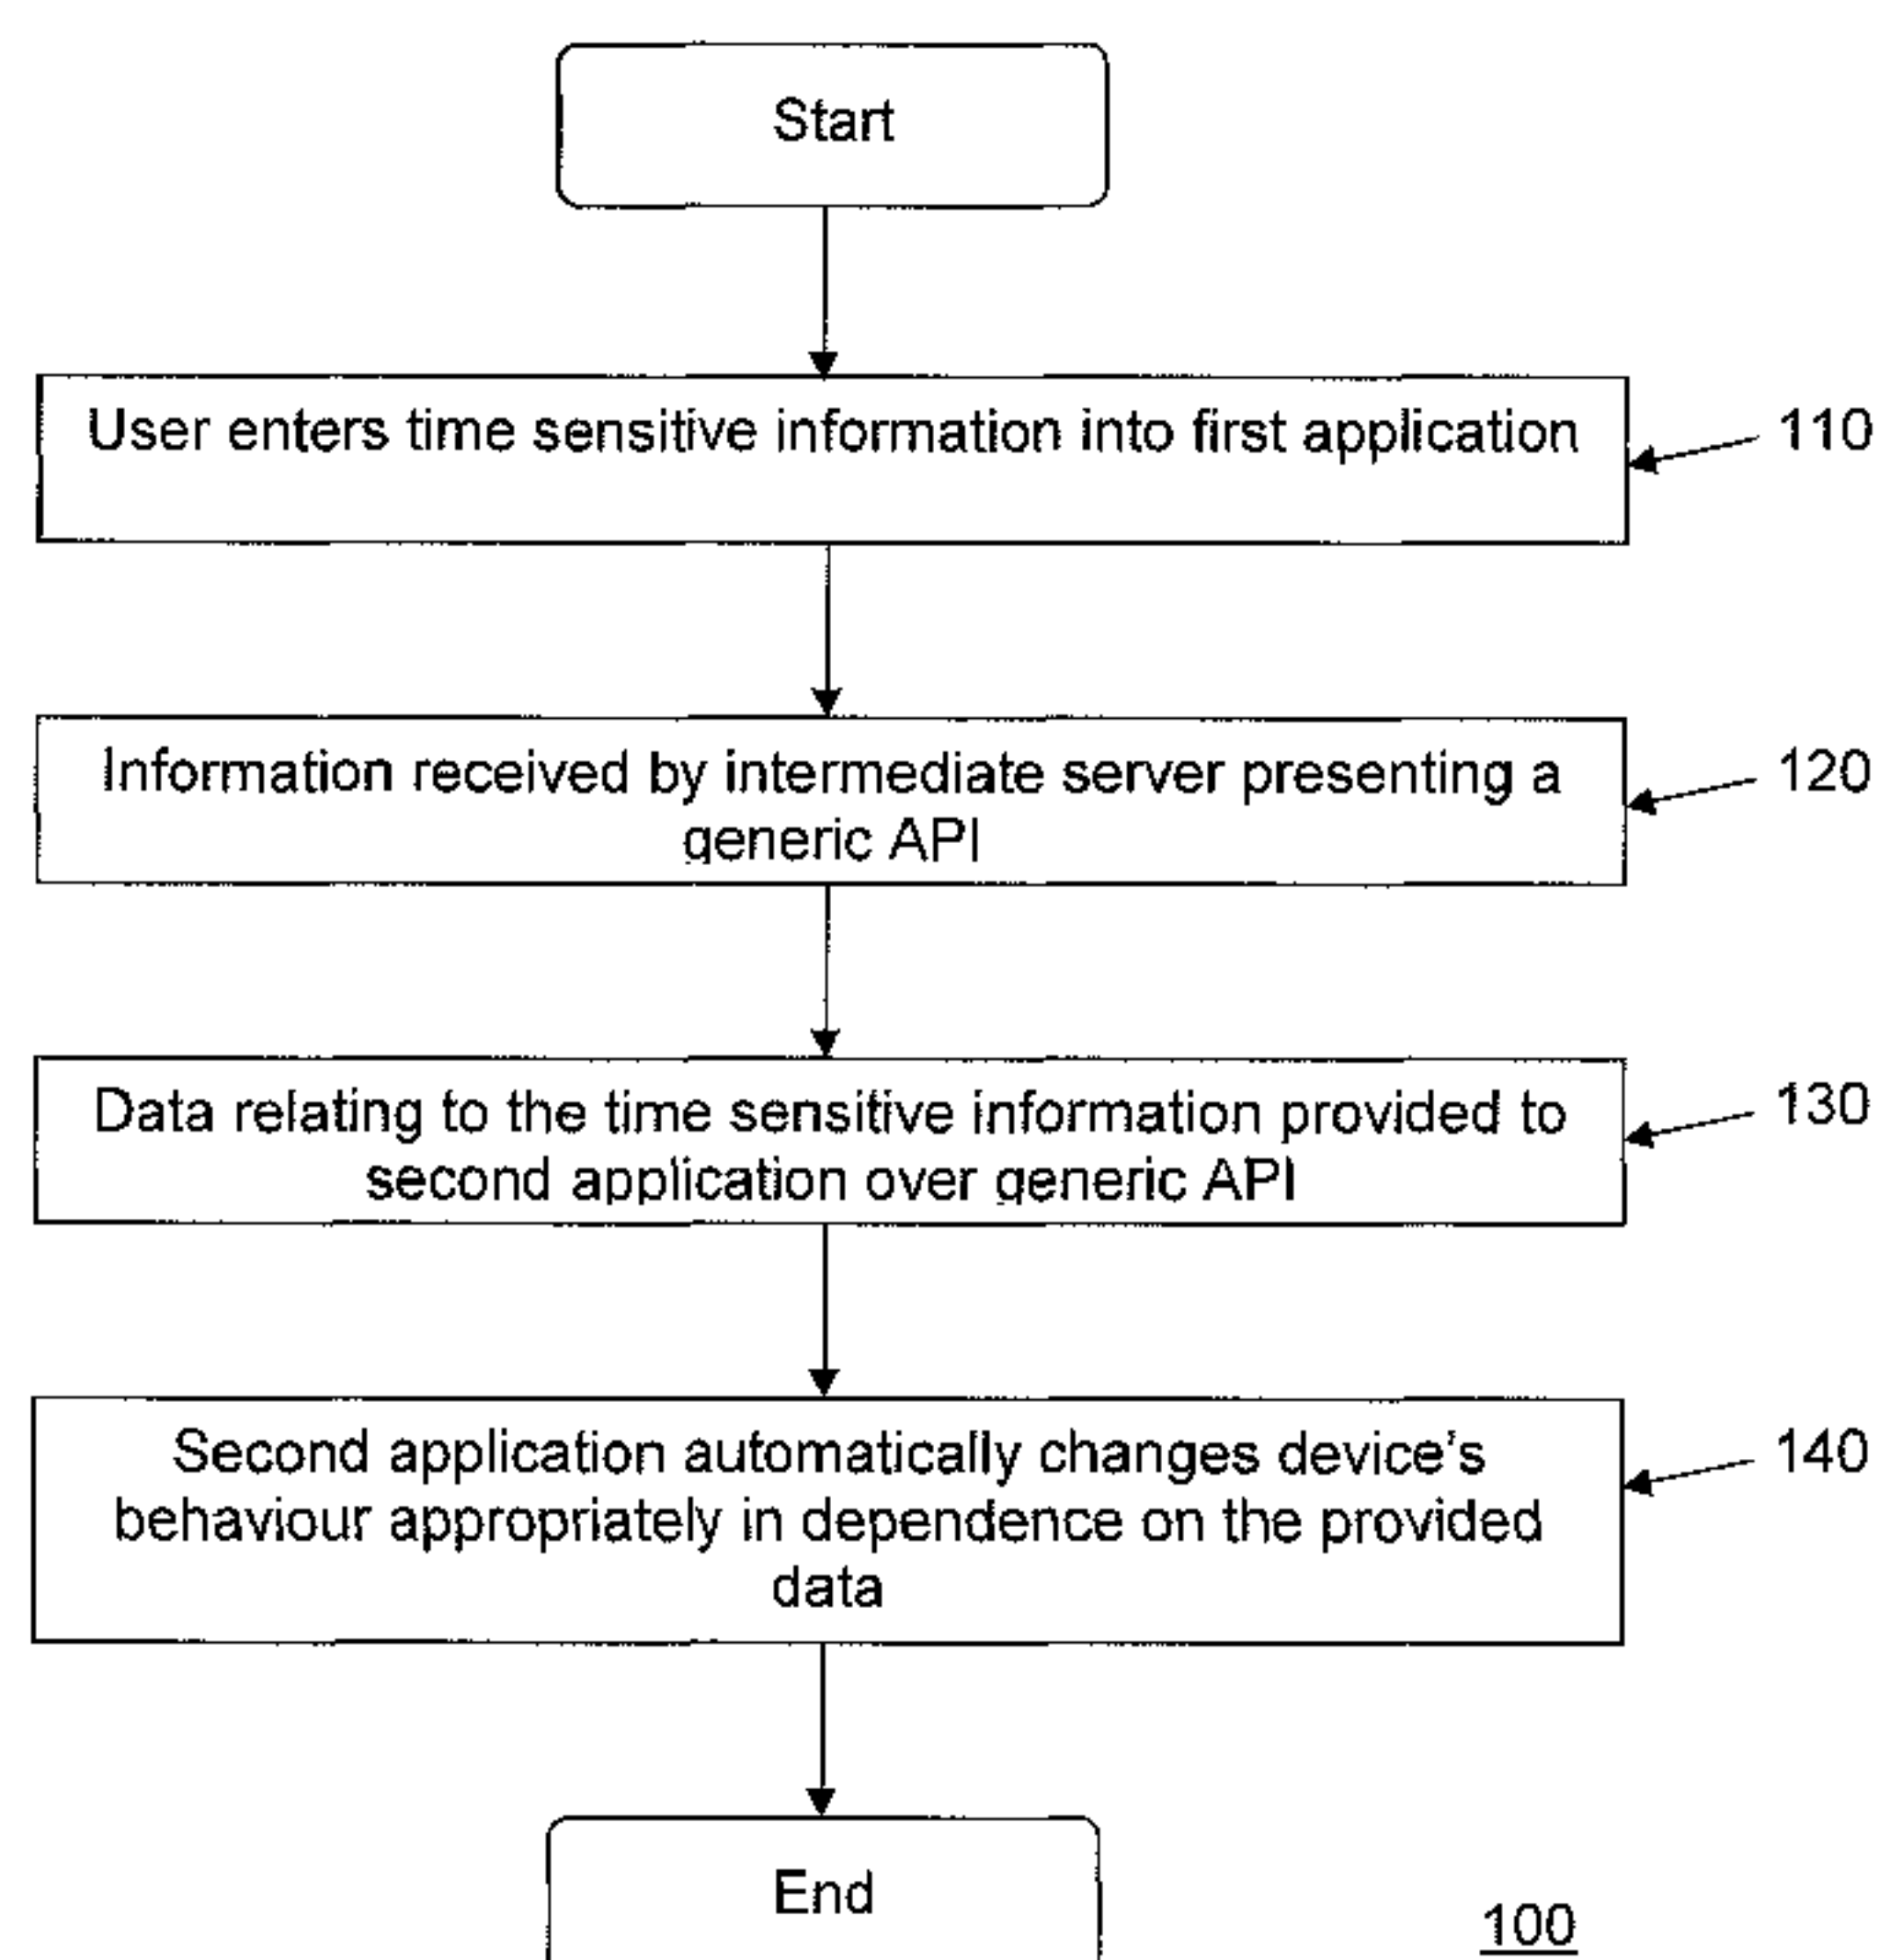 Start
User enters time sensitive information into first application
110
Information received by intermediate server presenting a
generic API
120
Data relating to the time sensitive information provided to
second application over generic API
130
Second application automatically changes device's
behaviour appropriately in dependence on the provided
data
140
End
100